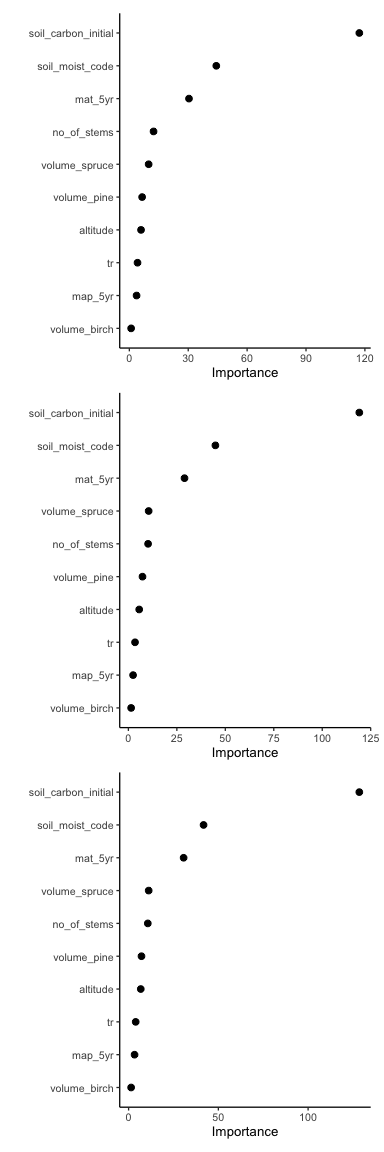 soil_carbon_initial
soil_moist_code
mat_5yr
no_of_stems
volume_spruce
volume_pine
altitude
tr
map_5yr
volume_birch
0 30 60 90 120
Importance
soil_carbon_initial
soil_moist_code
mat_5yr
volume_spruce
no_of_stems
volume_pine
altitude
tr
map_5yr
volume_birch
0 25 50 75 100 125
Importance
soil_carbon_initial
soil_moist_code
mat_5yr
volume_spruce
no_of_stems
volume_pine
altitude
tr
map_5yr
volume_birch
0 50 100
Importance